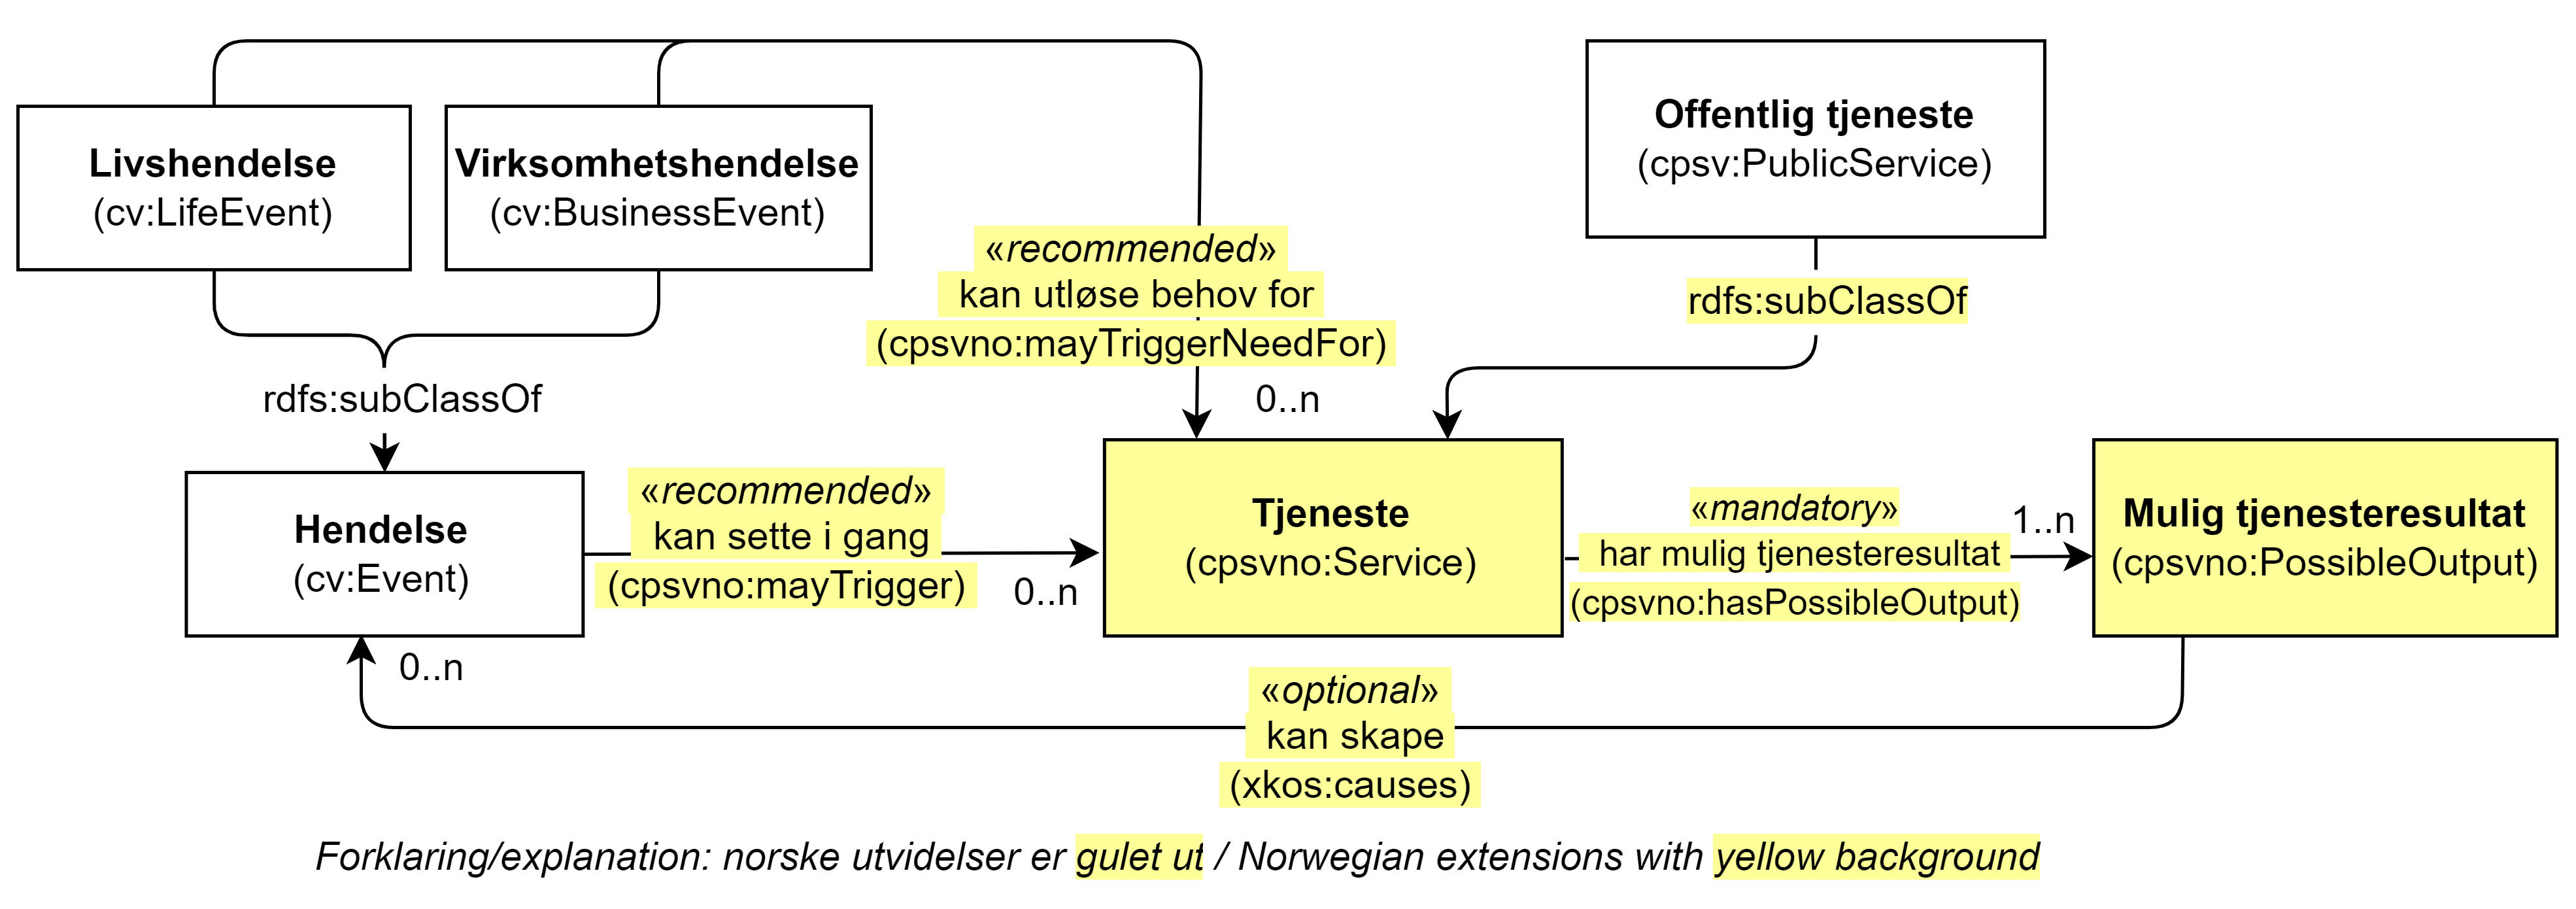 Livshendelse
(cv:LifeEvent)
Virksomhetshendelse
(cv:BusinessEvent)
Offentlig tjeneste
(cpsv:PublicService)
«recommended»
kan utløse behov for
(cpsvno:mayTriggerNeedFor)
0..n
rdfs:subClassOf
rdfs:subClassOf
Hendelse
(cv:Event)
«recommended»
kan sette i gang
(cpsvno:mayTrigger)
0..n
Tjeneste
(cpsvno:Service)
«mandatory»
har mulig tjenesteresultat
(cpsvno:hasPossibleOutput)
1..n
Mulig tjenesteresultat
(cpsvno:PossibleOutput)
0..n
«optional»
kan skape
(xkos:causes)
Forklaring/explanation: norske utvidelser er gulet ut / Norwegian extensions with yellow background